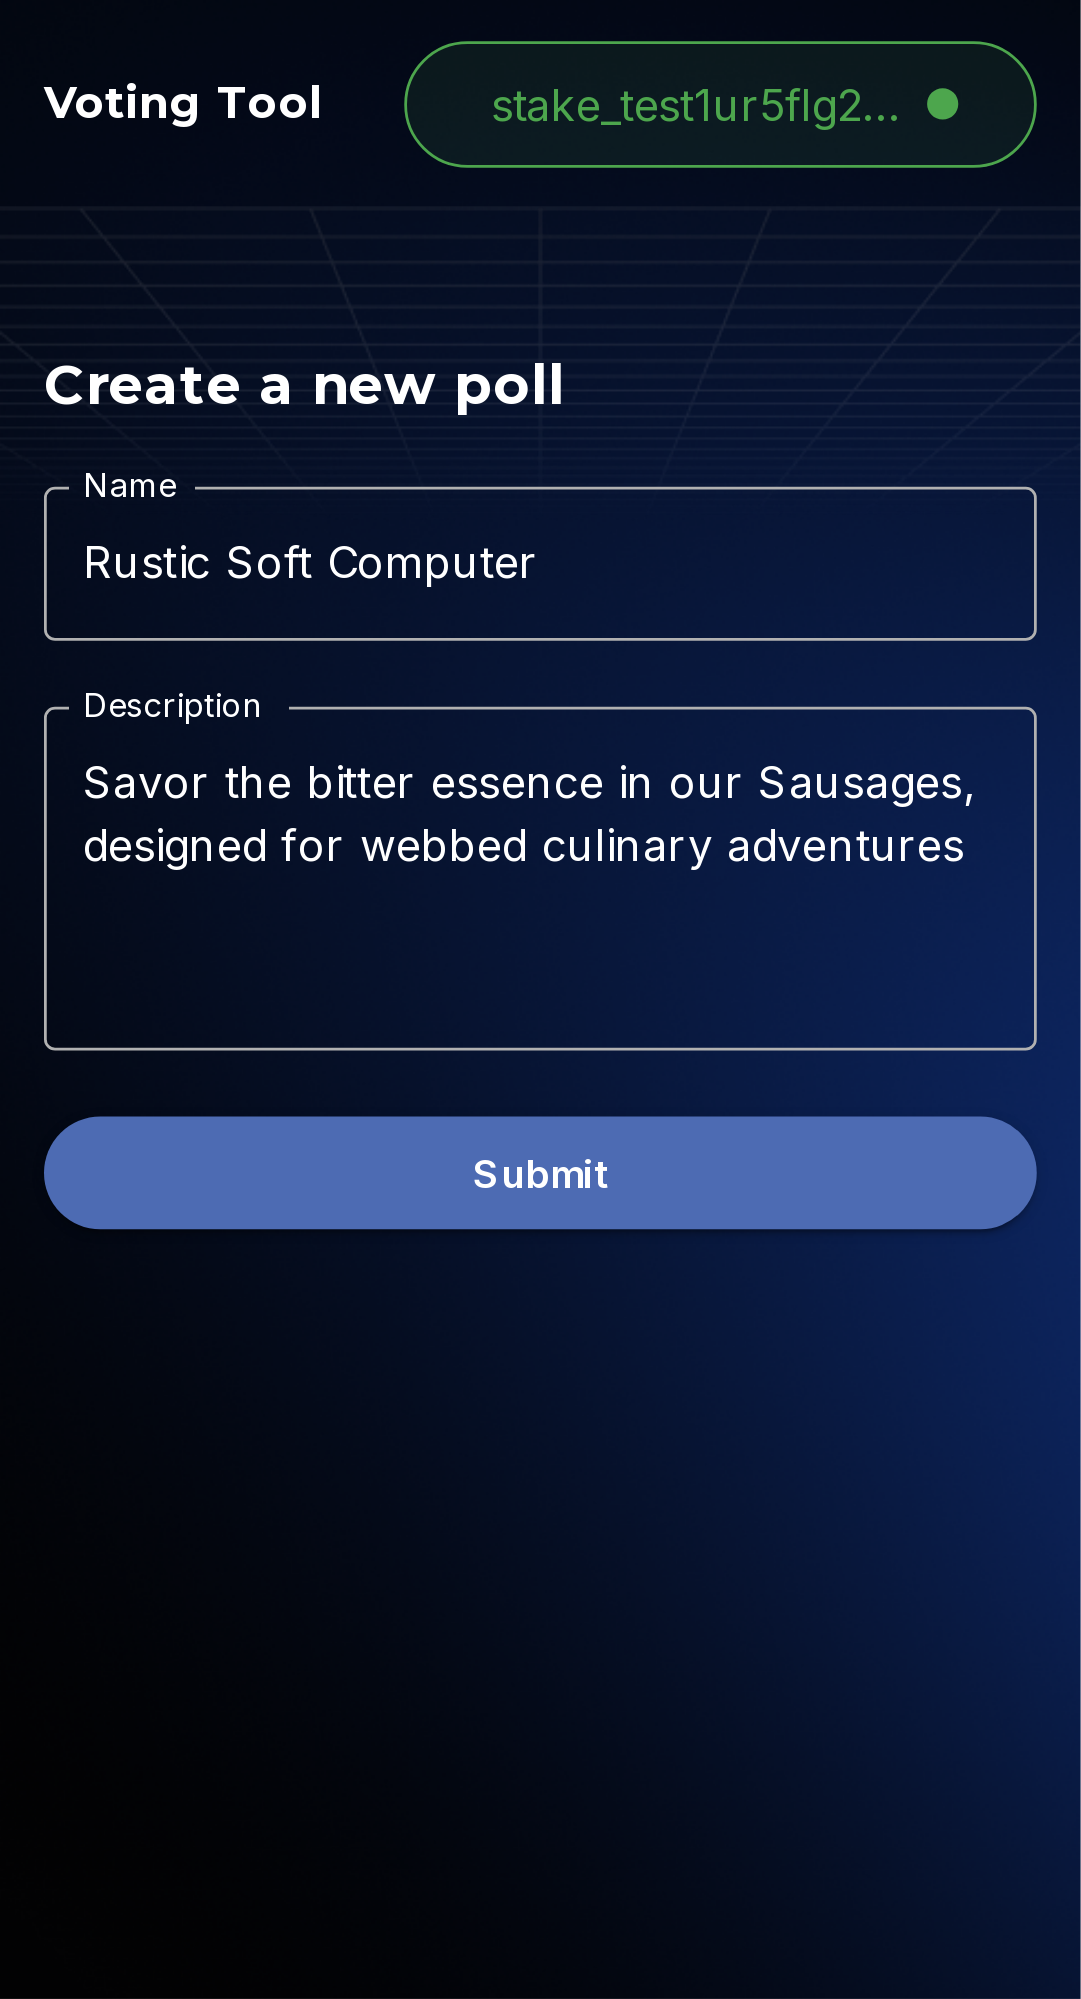 Voting Tool
stake_test1ur5flg2...
Create a new poll
Name
Rustic Soft Computer
Description
Savor the bitter essence in our Sausages,
designed for webbed culinary adventures
Submit